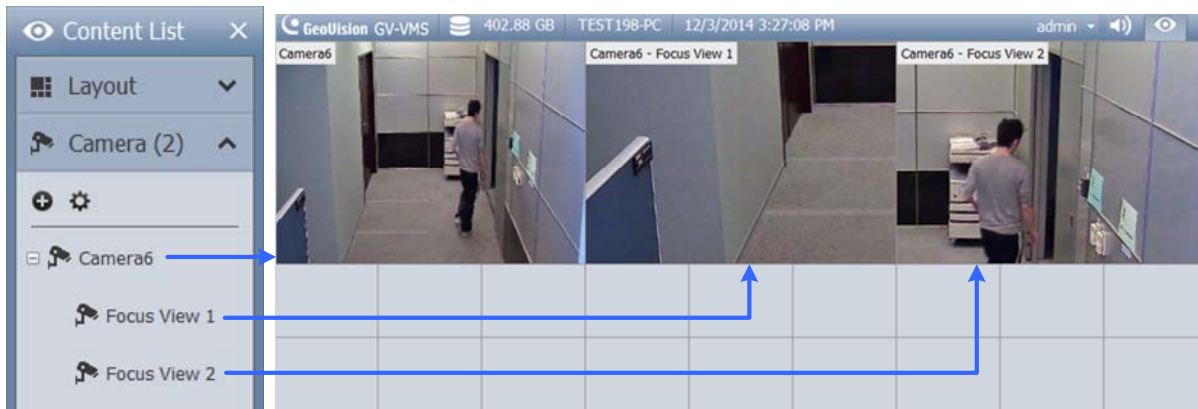 Content List
Layout
Camera (2)
Camera6
Focus View 1
Focus View 2
GeoVision GV-VMS 402.88 GB TEST198-PC 12/3/2014 3:27:08 PM admin
Camera6
Camera6 - Focus View 1
Camera6 - Focus View 2